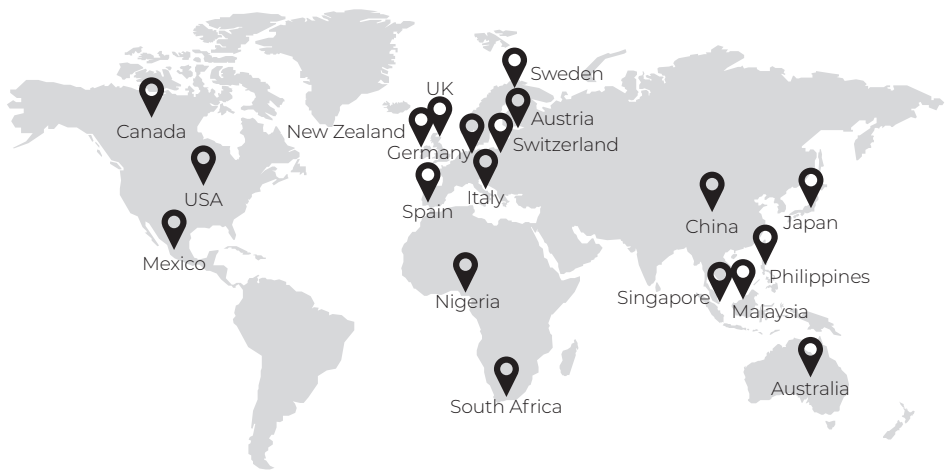 Sweden
UK
Canada
Austria
New Zealand
Switzerland
Germany
USA
Italy
Spain
China
Japan
Mexico
Philippines
Nigeria
Singapore
Malaysia
Australia
South Africa